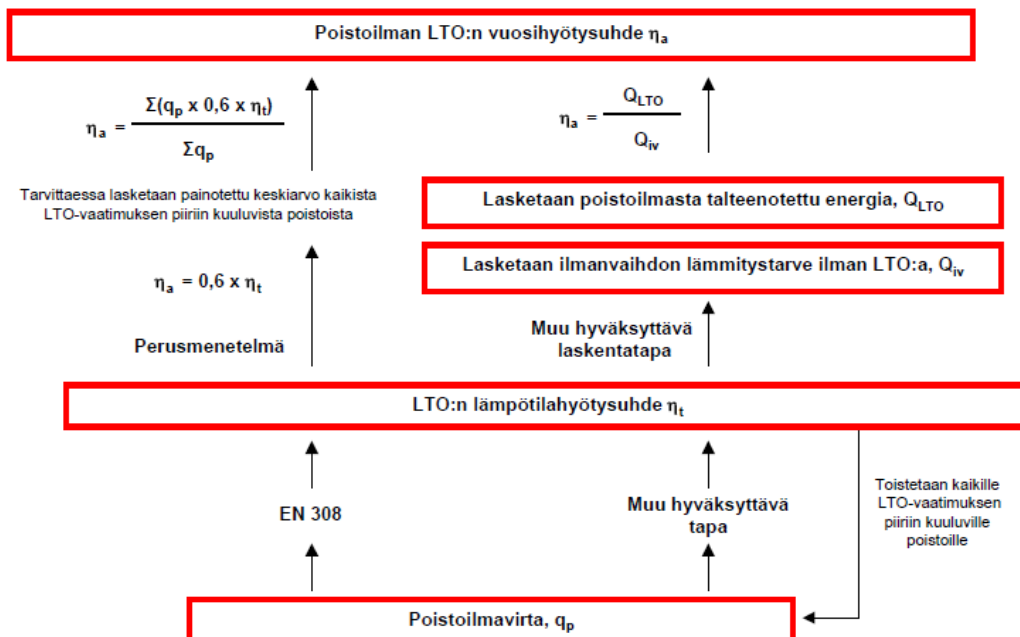 Poistoilman LTO:n vuosihyötysuhde ηa
ηa = Σ(qp x 0,6 x ηt)
Σqp
ηa = QLTO
Qiv
Tarvittaessa lasketaan painotettu keskiarvo kaikista
LTO-vaatimuksen piiriin kuuluvista poistoista
Lasketaan poistoilmasta talteenotettu energia, QLTO
Lasketaan ilmanvaihdon lämmitystarve ilman LTO:a, Qiv
ηa = 0,6 x ηt
Perusmenetelmä
Muu hyväksyttävä
laskentatapa
LTO:n lämpötilahyötysuhde ηt
EN 308
Muu hyväksyttävä
tapa
Toistetaan kaikille
LTO-vaatimuksen
piiriin kuuluville
poistoille
Poistoilmavirta, qp